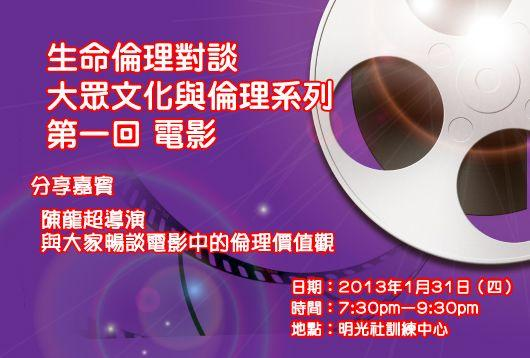 生命倫理對談
大眾文化與倫理系列
第一回 電影
分享嘉賓
陳龍超導演
與大家暢談電影中的倫理價值觀
日期：2013年1月31日（四）
時間：7:30pm—9:30pm
地點：明光社訓練中心